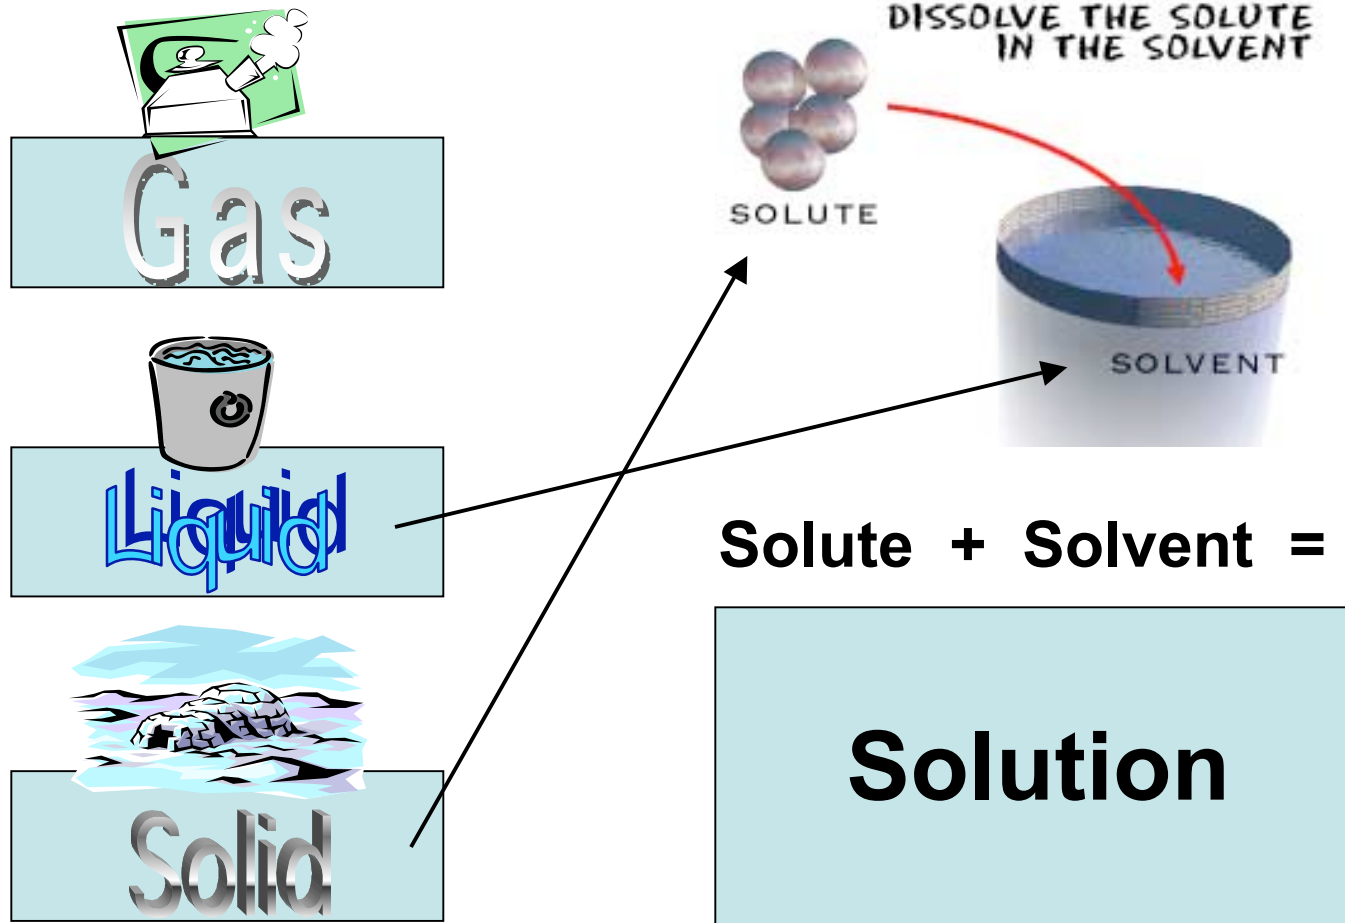 Gas
Liquid
Solid
DISSOLVE THE SOLUTE
IN THE SOLVENT
SOLUTE
SOLVENT
Solute + Solvent =
Solution